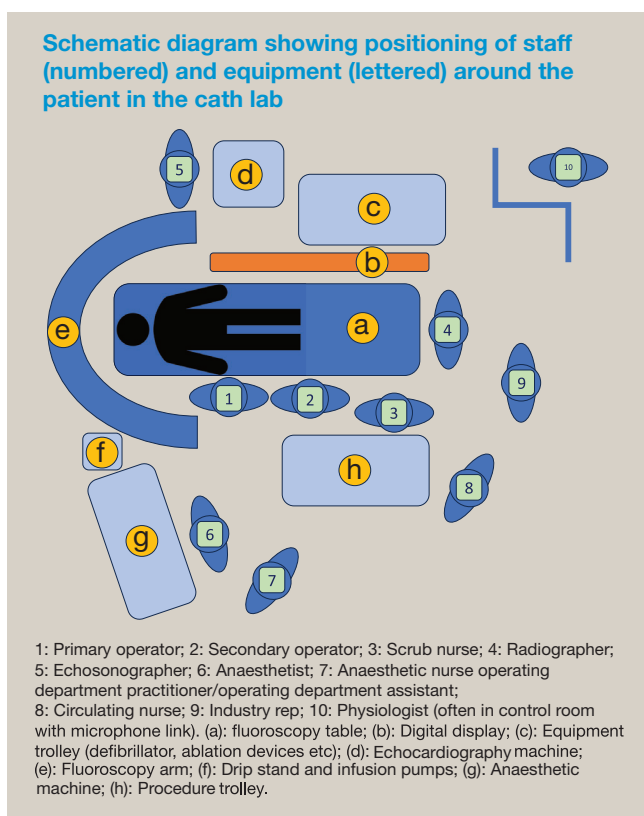 Schematic diagram showing positioning of staff
(numbered) and equipment (lettered) around the
patient in the cath lab
5
d
10
c
b
e
a
4
1
2
3
9
f
h
8
g
6
7
1: Primary operator; 2: Secondary operator; 3: Scrub nurse; 4: Radiographer;
5: Echosonographer; 6: Anaesthetist; 7: Anaesthetic nurse operating
department practitioner/operating department assistant;
8: Circulating nurse; 9: Industry rep; 10: Physiologist (often in control room
with microphone link). (a): fluoroscopy table; (b): Digital display; (c): Equipment
trolley (defibrillator, ablation devices etc); (d): Echocardiography machine;
(e): Fluoroscopy arm; (f): Drip stand and infusion pumps; (g): Anaesthetic
machine; (h): Procedure trolley.